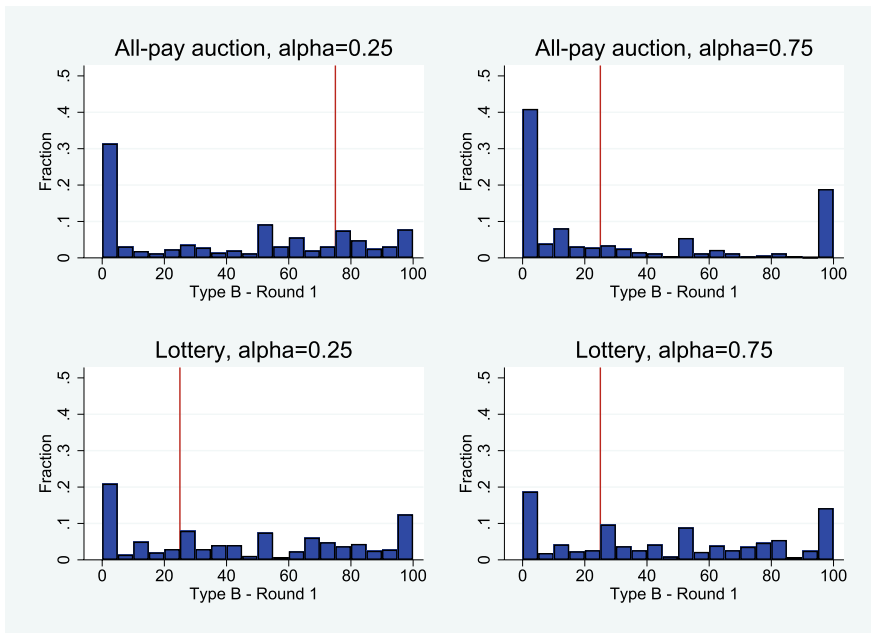 All-pay auction, alpha=0.25
Fraction
.5
.4
.3
.2
.1
0
0 20 40 60 80 100
Type B - Round 1
All-pay auction, alpha=0.75
Fraction
.5
.4
.3
.2
.1
0
0 20 40 60 80 100
Type B - Round 1
Lottery, alpha=0.25
Fraction
.5
.4
.3
.2
.1
0
0 20 40 60 80 100
Type B - Round 1
Lottery, alpha=0.75
Fraction
.5
.4
.3
.2
.1
0
0 20 40 60 80 100
Type B - Round 1